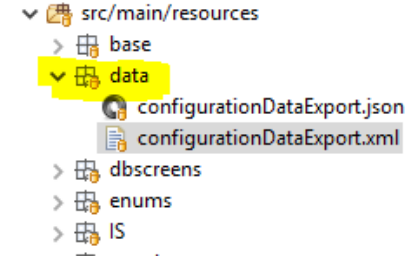 src/main/resources
base
data
configurationDataExport.json
configurationDataExport.xml
dbscreens
enums
IS